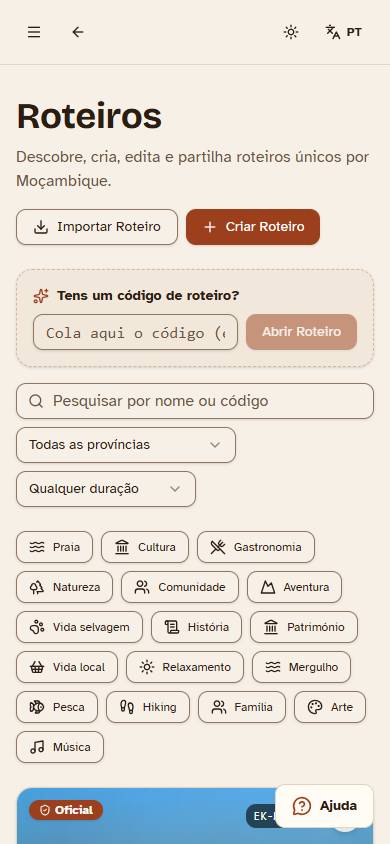 PT
Roteiros
Descobre, cria, edita e partilha roteiros únicos por
Moçambique.
Importar Roteiro
Criar Roteiro
Tens um código de roteiro?
Cola aqui o código
Abrir Roteiro
Pesquisar por nome ou código
Todas as províncias
Qualquer duração
Praia
Cultura
Gastronomia
Natureza
Comunidade
Aventura
Vida selvagem
História
Património
Vida local
Relaxamento
Mergulho
Pesca
Hiking
Família
Arte
Música
Oficial
Ajuda